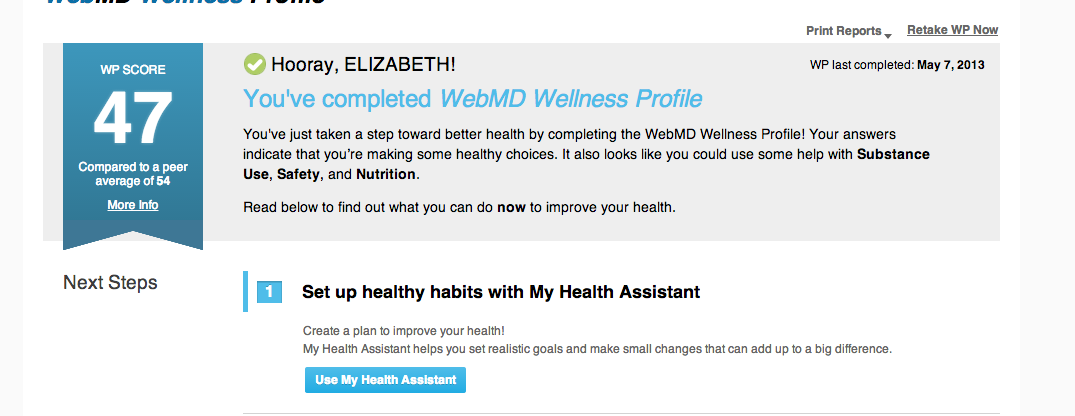 WebMD Wellness Profile
Print Reports
Retake WP Now
WP SCORE
47
Compared to a peer
average of 54
More Info
Hooray, ELIZABETH!
WP last completed: May 7, 2013
You've completed WebMD Wellness Profile
You've just taken a step toward better health by completing the WebMD Wellness Profile! Your answers
indicate that you're making some healthy choices. It also looks like you could use some help with Substance
Use, Safety, and Nutrition.
Read below to find out what you can do now to improve your health.
Next Steps
1
Set up healthy habits with My Health Assistant
Create a plan to improve your health!
My Health Assistant helps you set realistic goals and make small changes that can add up to a big difference.
Use My Health Assistant